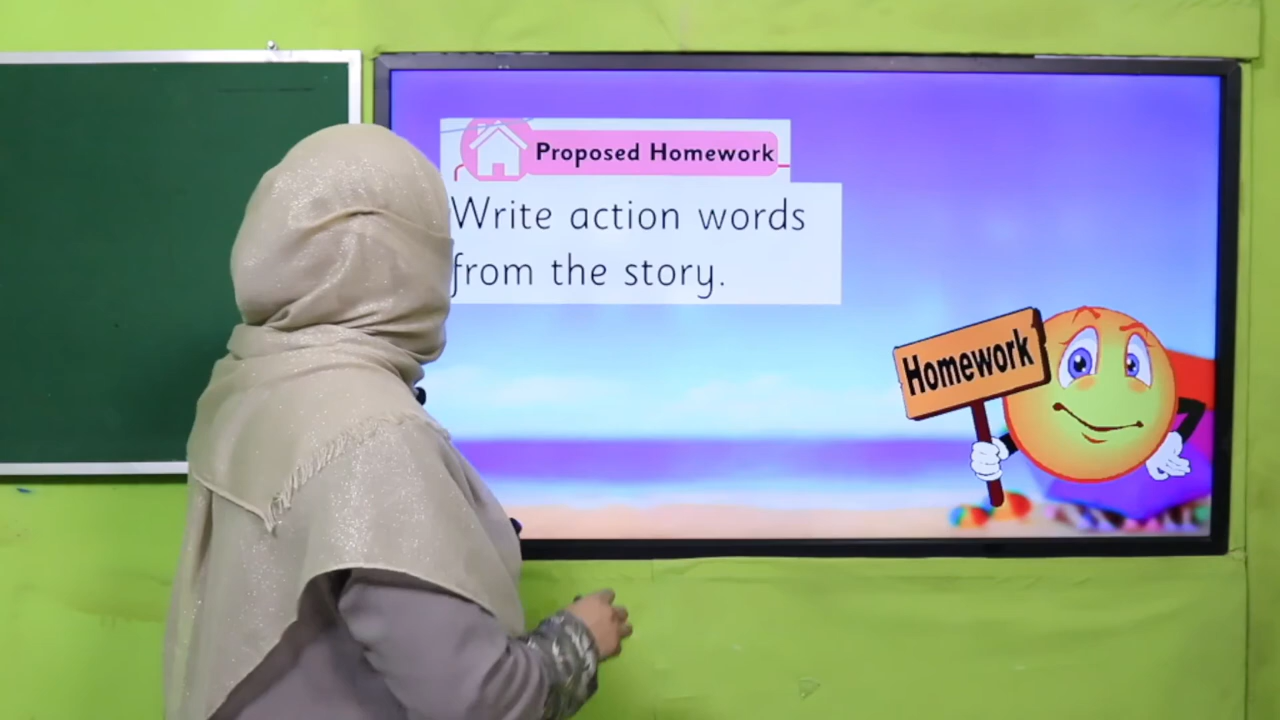 Proposed Homework
Write action words
from the story.
Homework